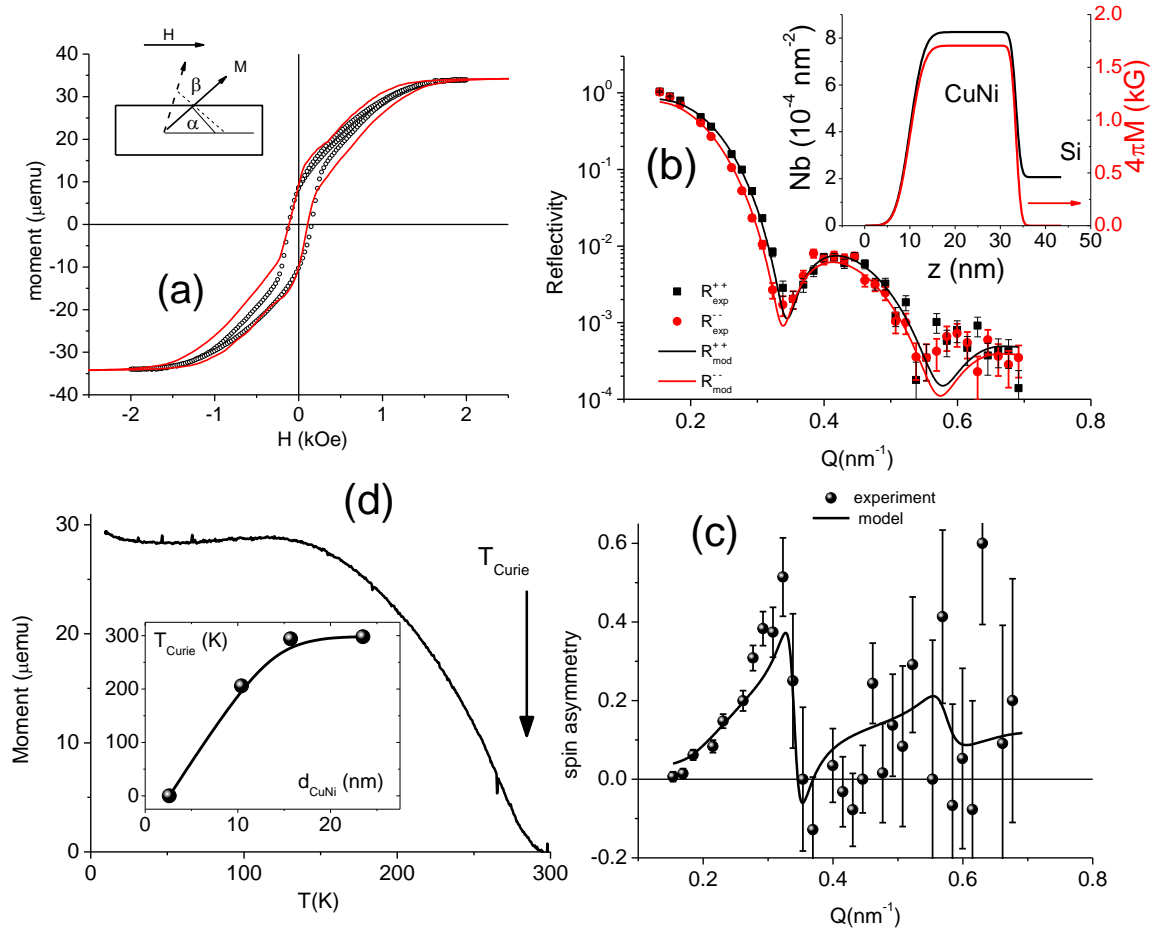 (a)
H
M
β
α
40
30
20
10
0
-10
-20
-30
-40
moment (μemu)
-2 -1 0 1 2
H (kOe)
(b)
10⁰
10⁻¹
10⁻²
10⁻³
10⁻⁴
Reflectivity
R⁺⁺exp
R⁻⁻exp
R⁺⁺mod
R⁻⁻mod
0.2 0.4 0.6 0.8
Q(nm⁻¹)
8
6
4
2
0
Nb (10⁻⁴ nm⁻²)
CuNi
Si
2.0
1.5
1.0
0.5
0.0
4πM (kG)
0 10 20 30 40 50
z (nm)
(d)
30
20
10
0
Moment (μemu)
T_Curie
0 100 200 300
T(K)
T_Curie (K)
300
200
100
0
d_CuNi (nm)
0 10 20
(c)
experiment
model
0.6
0.4
0.2
0.0
-0.2
spin asymmetry
0.2 0.4 0.6 0.8
Q(nm⁻¹)